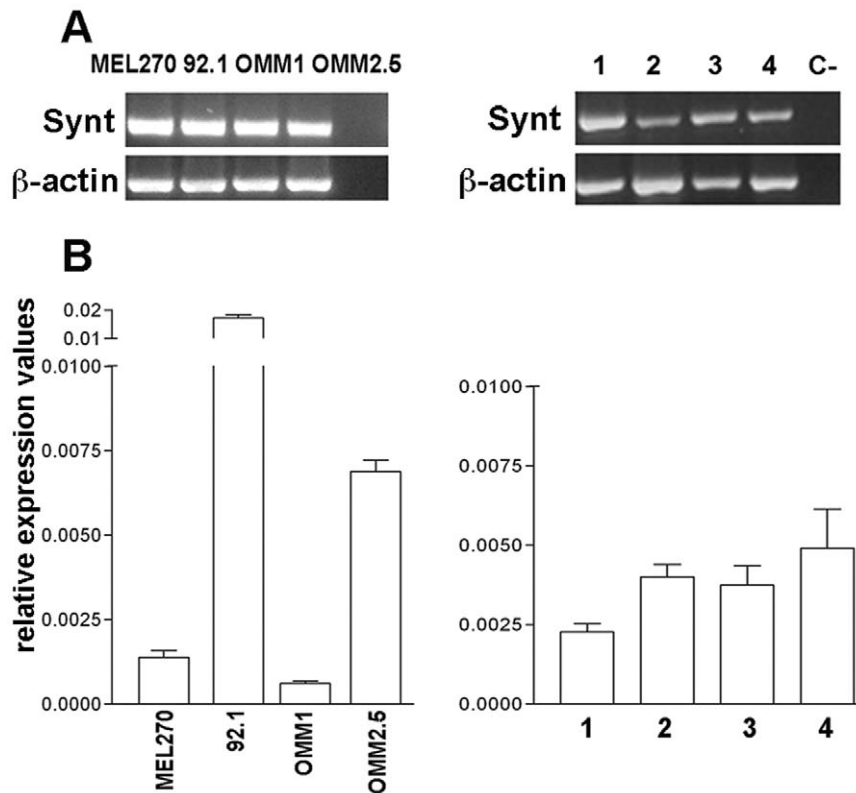 A
MEL270 92.1 OMM1 OMM2.5
Synt
β-actin
1 2 3 4 C-
Synt
β-actin
B
relative expression values
0.02
0.01
0.0100
0.0075
0.0050
0.0025
0.0000
MEL270
92.1
OMM1
OMM2.5
0.0100
0.0075
0.0050
0.0025
0.0000
1 2 3 4